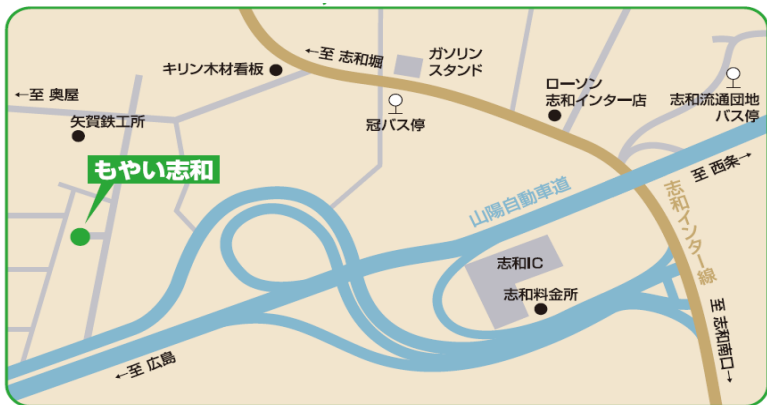 ←至 志和堀
ガソリン
スタンド
キリン木材看板
←至 奥屋
矢賀鉄工所
冠バス停
ローソン
志和インター店
志和流通団地
バス停
もやい志和
至 西条→
山陽自動車道
志和インター線
志和IC
志和料金所
至 志和南口→
←至 広島